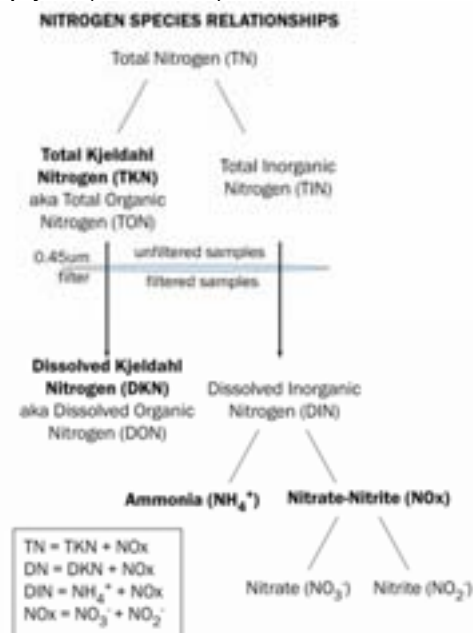 NITROGEN SPECIES RELATIONSHIPS
Total Nitrogen (TN)
Total Kjeldahl
Nitrogen (TKN)
aka Total Organic
Nitrogen (TON)
Total Inorganic
Nitrogen (TIN)
0.45um
filter
unfiltered samples
filtered samples
Dissolved Kjeldahl
Nitrogen (DKN)
aka Dissolved Organic
Nitrogen (DON)
Dissolved Inorganic
Nitrogen (DIN)
Ammonia (NH₄⁺)
Nitrate-Nitrite (NOx)
Nitrate (NO₃⁻)
Nitrite (NO₂⁻)
TN = TKN + NOx
DN = DKN + NOx
DIN = NH₄⁺ + NOx
NOx = NO₃⁻ + NO₂⁻